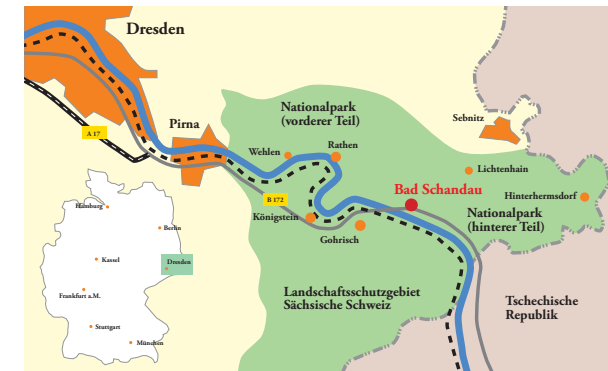 Dresden
Pirna
A 17
Nationalpark
(vorderer Teil)
Sebnitz
Wehlen
Rathen
Lichtenhain
Bad Schandau
B 172
Hinterhermsdorf
Königstein
Nationalpark
(hinterer Teil)
Gohrisch
Landschaftsschutzgebiet
Sächsische Schweiz
Tschechische
Republik
Hamburg
Berlin
Kassel
Dresden
Frankfurt a.M.
Stuttgart
München